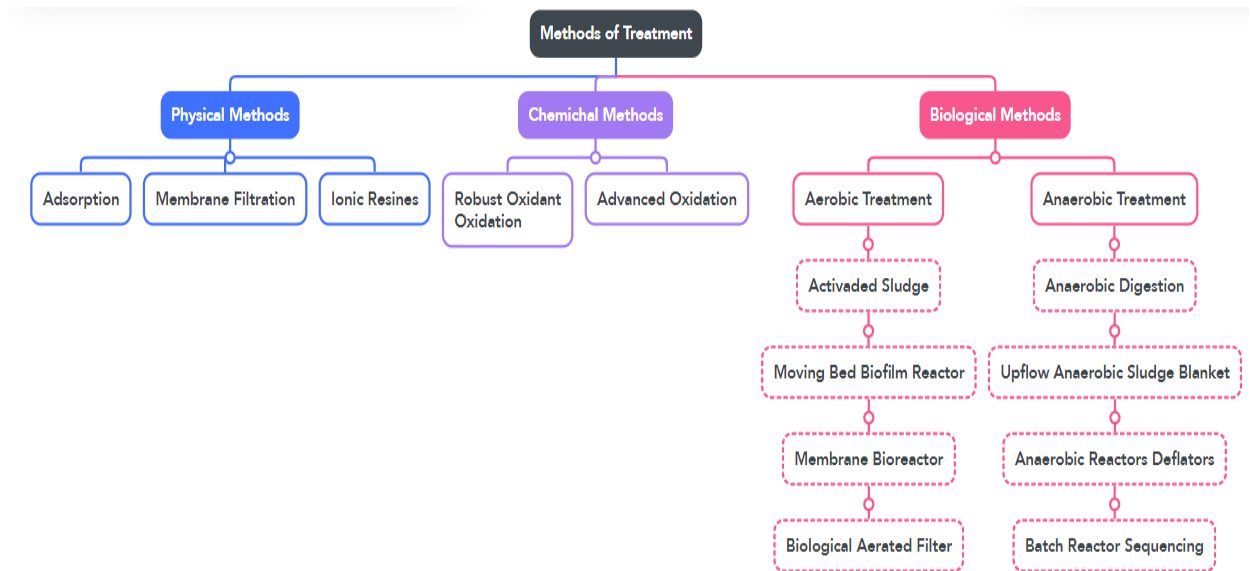 Methods of Treatment
Physical Methods
Chemichal Methods
Biological Methods
Adsorption
Membrane Filtration
Ionic Resines
Robust Oxidant
Oxidation
Advanced Oxidation
Aerobic Treatment
Anaerobic Treatment
Activaded Sludge
Anaerobic Digestion
Moving Bed Biofilm Reactor
Upflow Anaerobic Sludge Blanket
Membrane Bioreactor
Anaerobic Reactors Deflators
Biological Aerated Filter
Batch Reactor Sequencing